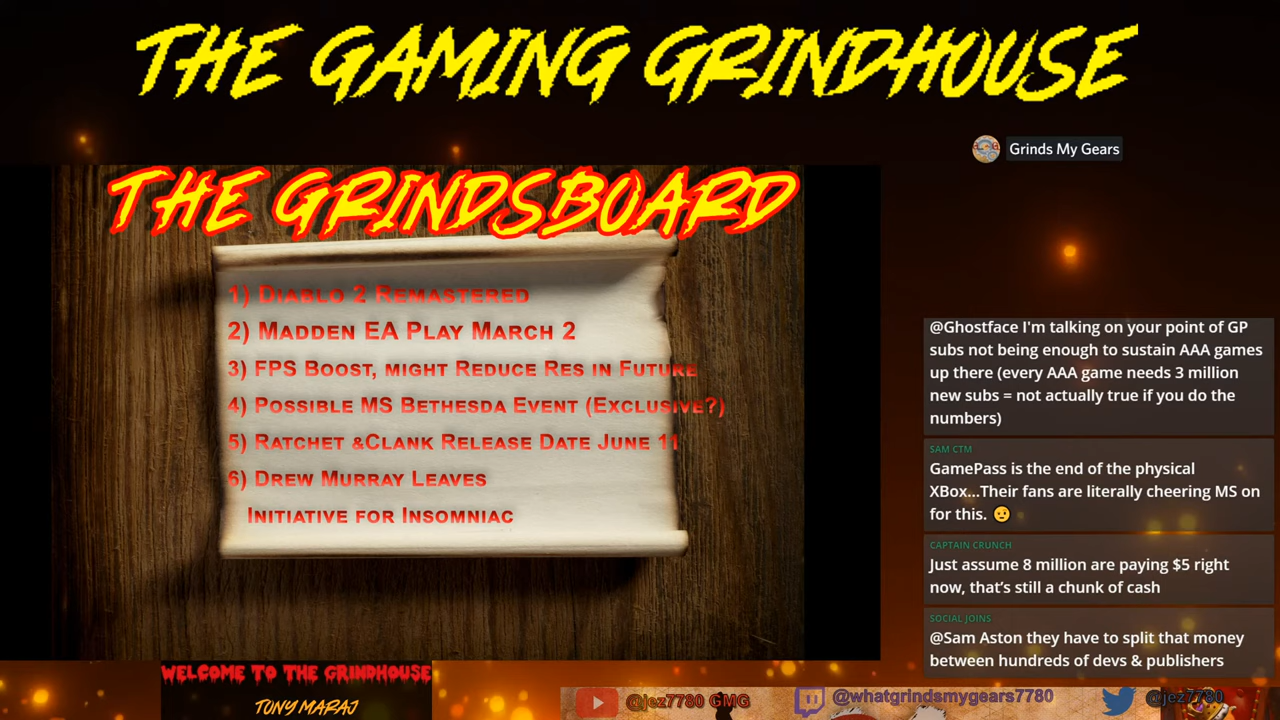 THE GAMING GRINDHOUSE
Grinds My Gears
THE GRINDSBOARD
1) Diablo 2 Remastered
2) Madden EA Play March 2
3) FPS Boost, might Reduce Res in Future
4) Possible MS Bethesda Event (Exclusive?)
5) Ratchet &Clank Release Date June 11
6) Drew Murray Leaves
Initiative for Insomniac
@Ghostface I'm talking on your point of GP
subs not being enough to sustain AAA games
up there (every AAA game needs 3 million
new subs = not actually true if you do the
numbers)
SAM CTM
GamePass is the end of the physical
XBox...Their fans are literally cheering MS on
for this. 😟
CAPTAIN CRUNCH
Just assume 8 million are paying $5 right
now, that's still a chunk of cash
SOCIAL JOINS
@Sam Aston they have to split that money
between hundreds of devs & publishers
WELCOME TO THE GRINDHOUSE
TONY MARAJ
@jez7780 GMG
@whatgrindsmygears7780
@jez7780